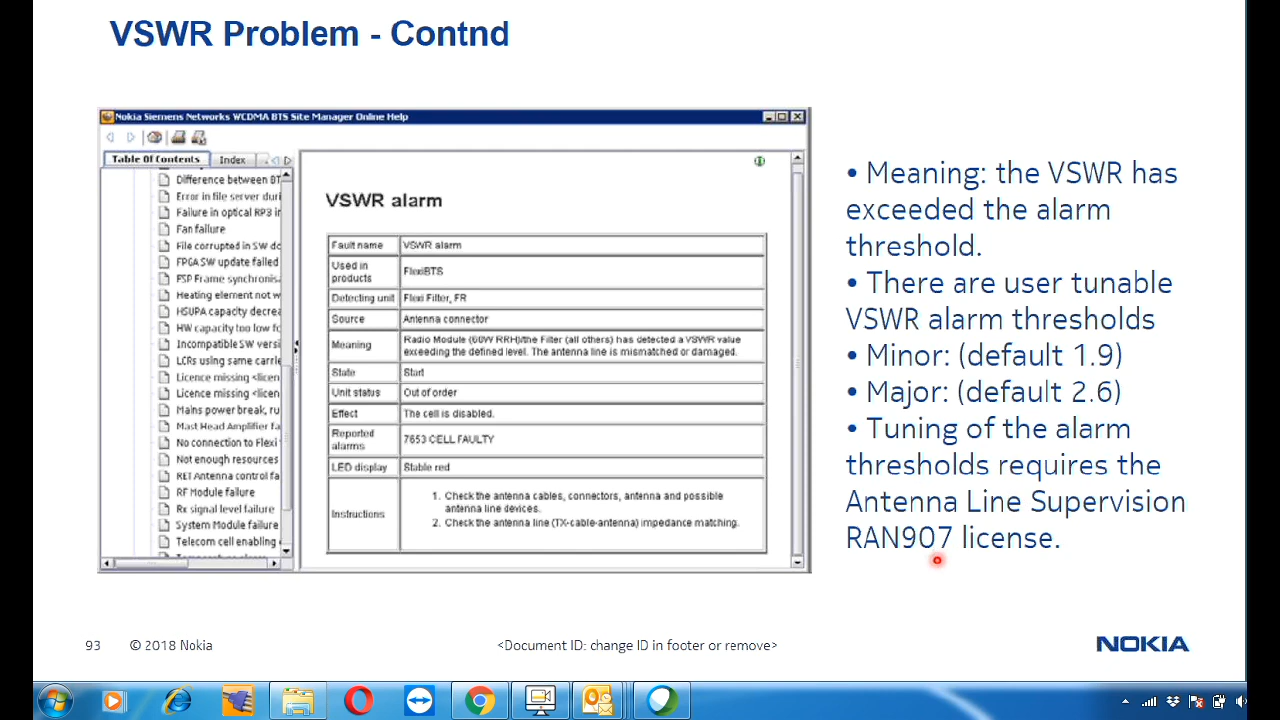 VSWR Problem - Contnd
Nokia Siemens Networks WCDMA BTS Site Manager Online Help
Table Of Contents
Index
Difference between BT
Error in file server duri
Failure in optical RP3 in
Fan failure
File corrupted in SW do
FPGA SW update failed
FSP Frame synchronisa
Heating element not w
HSUPA capacity decrea
HW capacity too low fo
Incompatible SW versi
LCRs using same carrie
Licence missing <licen
Licence missing <licen
Mains power break, ru
Mast Head Amplifier fa
No connection to Flexi
Not enough resources
RET Antenna control fa
RF Module failure
Rx signal level failure
System Module failure
Telecom cell enabling
VSWR alarm
Fault name VSWR alarm
Used in products FlexiBTS
Detecting unit Flexi Filter, FR
Source Antenna connector
Meaning Radio Module (60W RRH)/the Filter (all others) has detected a VSWR value
exceeding the defined level. The antenna line is mismatched or damaged.
State Start
Unit status Out of order
Effect The cell is disabled.
Reported alarms 7653 CELL FAULTY
LED display Stable red
Instructions
1. Check the antenna cables, connectors, antenna and possible
antenna line devices.
2. Check the antenna line (TX-cable-antenna) impedance matching.
• Meaning: the VSWR has
exceeded the alarm
threshold.
• There are user tunable
VSWR alarm thresholds
• Minor: (default 1.9)
• Major: (default 2.6)
• Tuning of the alarm
thresholds requires the
Antenna Line Supervision
RAN907 license.
93 © 2018 Nokia
<Document ID: change ID in footer or remove>
NOKIA